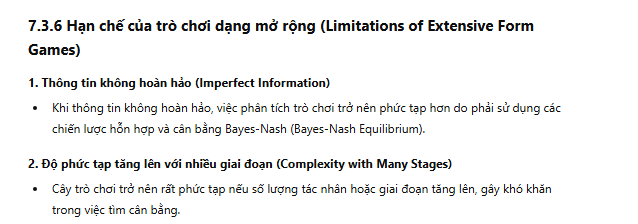 7.3.6 Hạn chế của trò chơi dạng mở rộng (Limitations of Extensive Form
Games)
1. Thông tin không hoàn hảo (Imperfect Information)
• Khi thông tin không hoàn hảo, việc phân tích trò chơi trở nên phức tạp hơn do phải sử dụng các
chiến lược hỗn hợp và cân bằng Bayes-Nash (Bayes-Nash Equilibrium).
2. Độ phức tạp tăng lên với nhiều giai đoạn (Complexity with Many Stages)
• Cây trò chơi trở nên rất phức tạp nếu số lượng tác nhân hoặc giai đoạn tăng lên, gây khó khăn
trong việc tìm cân bằng.